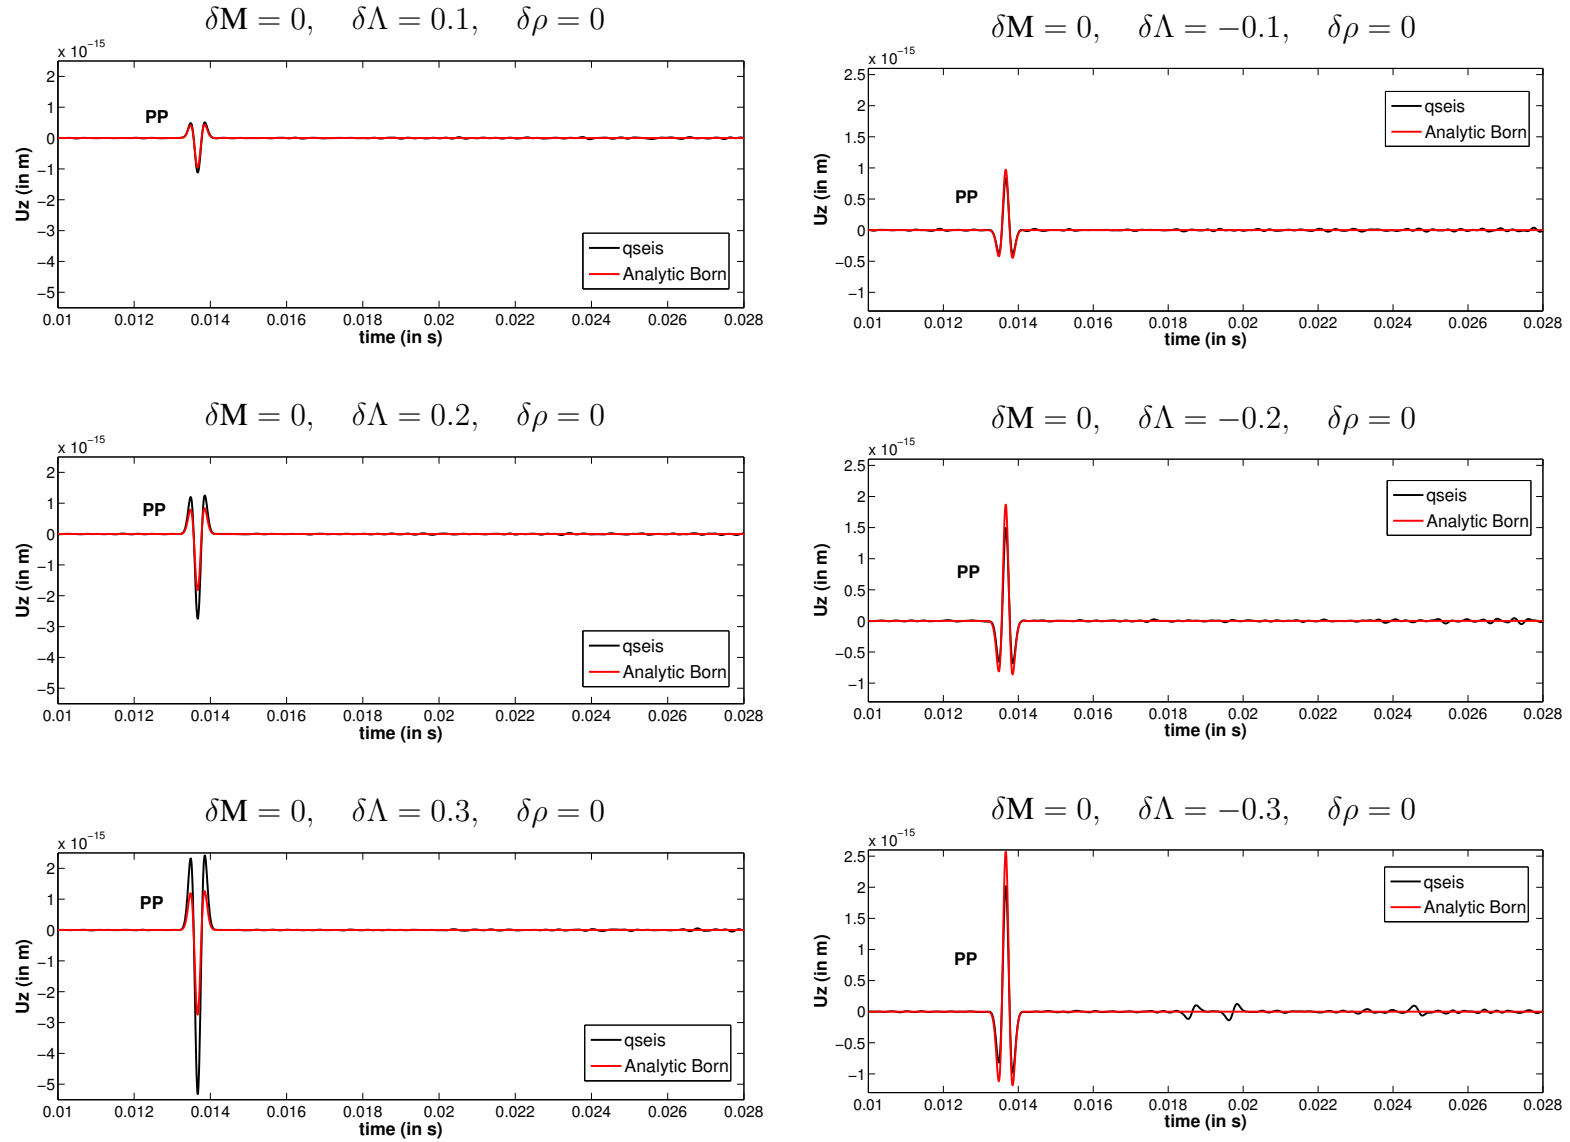 δM = 0, δΛ = 0.1, δρ = 0
x 10⁻¹⁵
2
1
0
−1
−2
−3
−4
−5
Uz (in m)
PP
qseis
Analytic Born
0.01 0.012 0.014 0.016 0.018 0.02 0.022 0.024 0.026 0.028
time (in s)
δM = 0, δΛ = −0.1, δρ = 0
x 10⁻¹⁵
2.5
2
1.5
1
0.5
0
−0.5
−1
Uz (in m)
PP
qseis
Analytic Born
0.01 0.012 0.014 0.016 0.018 0.02 0.022 0.024 0.026 0.028
time (in s)
δM = 0, δΛ = 0.2, δρ = 0
x 10⁻¹⁵
2
1
0
−1
−2
−3
−4
−5
Uz (in m)
PP
qseis
Analytic Born
0.01 0.012 0.014 0.016 0.018 0.02 0.022 0.024 0.026 0.028
time (in s)
δM = 0, δΛ = −0.2, δρ = 0
x 10⁻¹⁵
2.5
2
1.5
1
0.5
0
−0.5
−1
Uz (in m)
PP
qseis
Analytic Born
0.01 0.012 0.014 0.016 0.018 0.02 0.022 0.024 0.026 0.028
time (in s)
δM = 0, δΛ = 0.3, δρ = 0
x 10⁻¹⁵
2
1
0
−1
−2
−3
−4
−5
Uz (in m)
PP
qseis
Analytic Born
0.01 0.012 0.014 0.016 0.018 0.02 0.022 0.024 0.026 0.028
time (in s)
δM = 0, δΛ = −0.3, δρ = 0
x 10⁻¹⁵
2.5
2
1.5
1
0.5
0
−0.5
−1
Uz (in m)
PP
qseis
Analytic Born
0.01 0.012 0.014 0.016 0.018 0.02 0.022 0.024 0.026 0.028
time (in s)